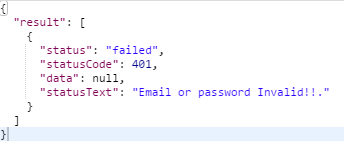 {
  "result": [
    {
      "status": "failed",
      "statusCode": 401,
      "data": null,
      "statusText": "Email or password Invalid!!."
    }
  ]
}